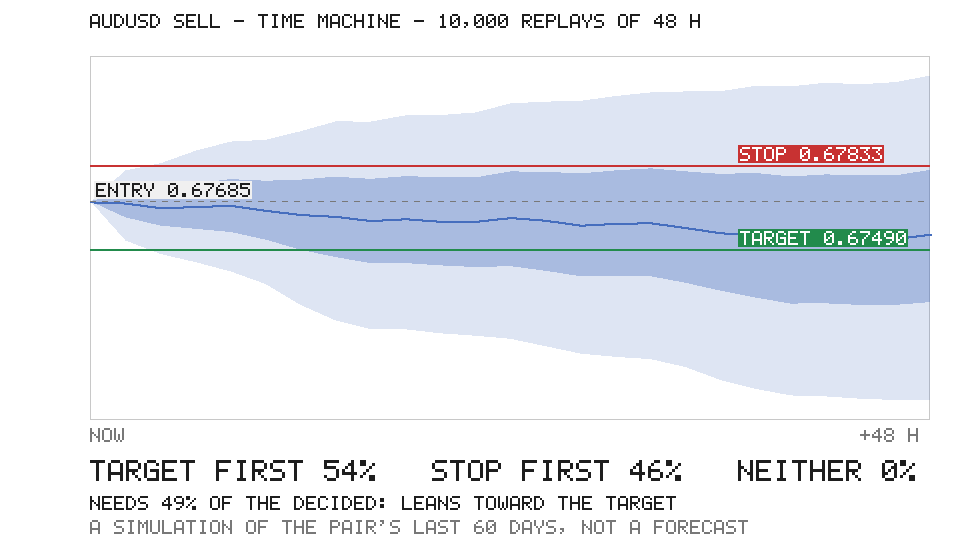 AUDUSD SELL – TIME MACHINE – 10,000 REPLAYS OF 48 H
STOP 0.67833
ENTRY 0.67685
TARGET 0.67490
NOW +48 H
TARGET FIRST 54% STOP FIRST 46% NEITHER 0%
NEEDS 49% OF THE DECIDED: LEANS TOWARD THE TARGET
A SIMULATION OF THE PAIR'S LAST 60 DAYS, NOT A FORECAST